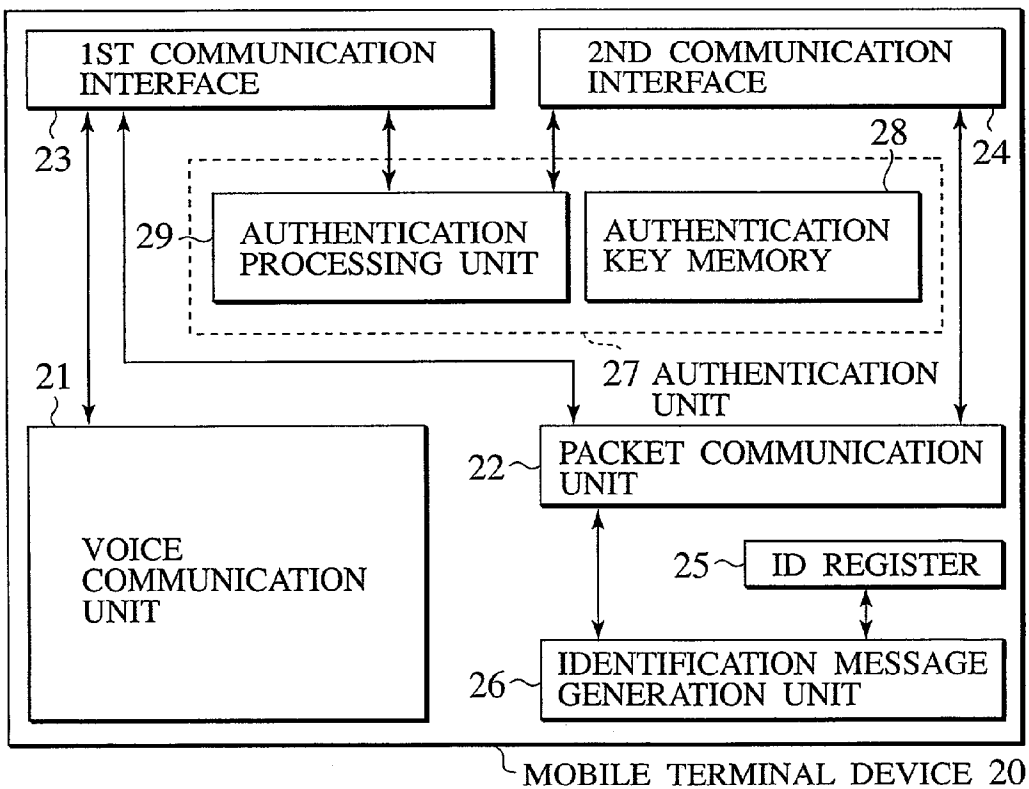 1ST COMMUNICATION
INTERFACE
2ND COMMUNICATION
INTERFACE
23
28
24
29
AUTHENTICATION
PROCESSING UNIT
AUTHENTICATION
KEY MEMORY
27 AUTHENTICATION
UNIT
21
22
PACKET COMMUNICATION
UNIT
VOICE
COMMUNICATION
UNIT
25
ID REGISTER
26
IDENTIFICATION MESSAGE
GENERATION UNIT
MOBILE TERMINAL DEVICE 20